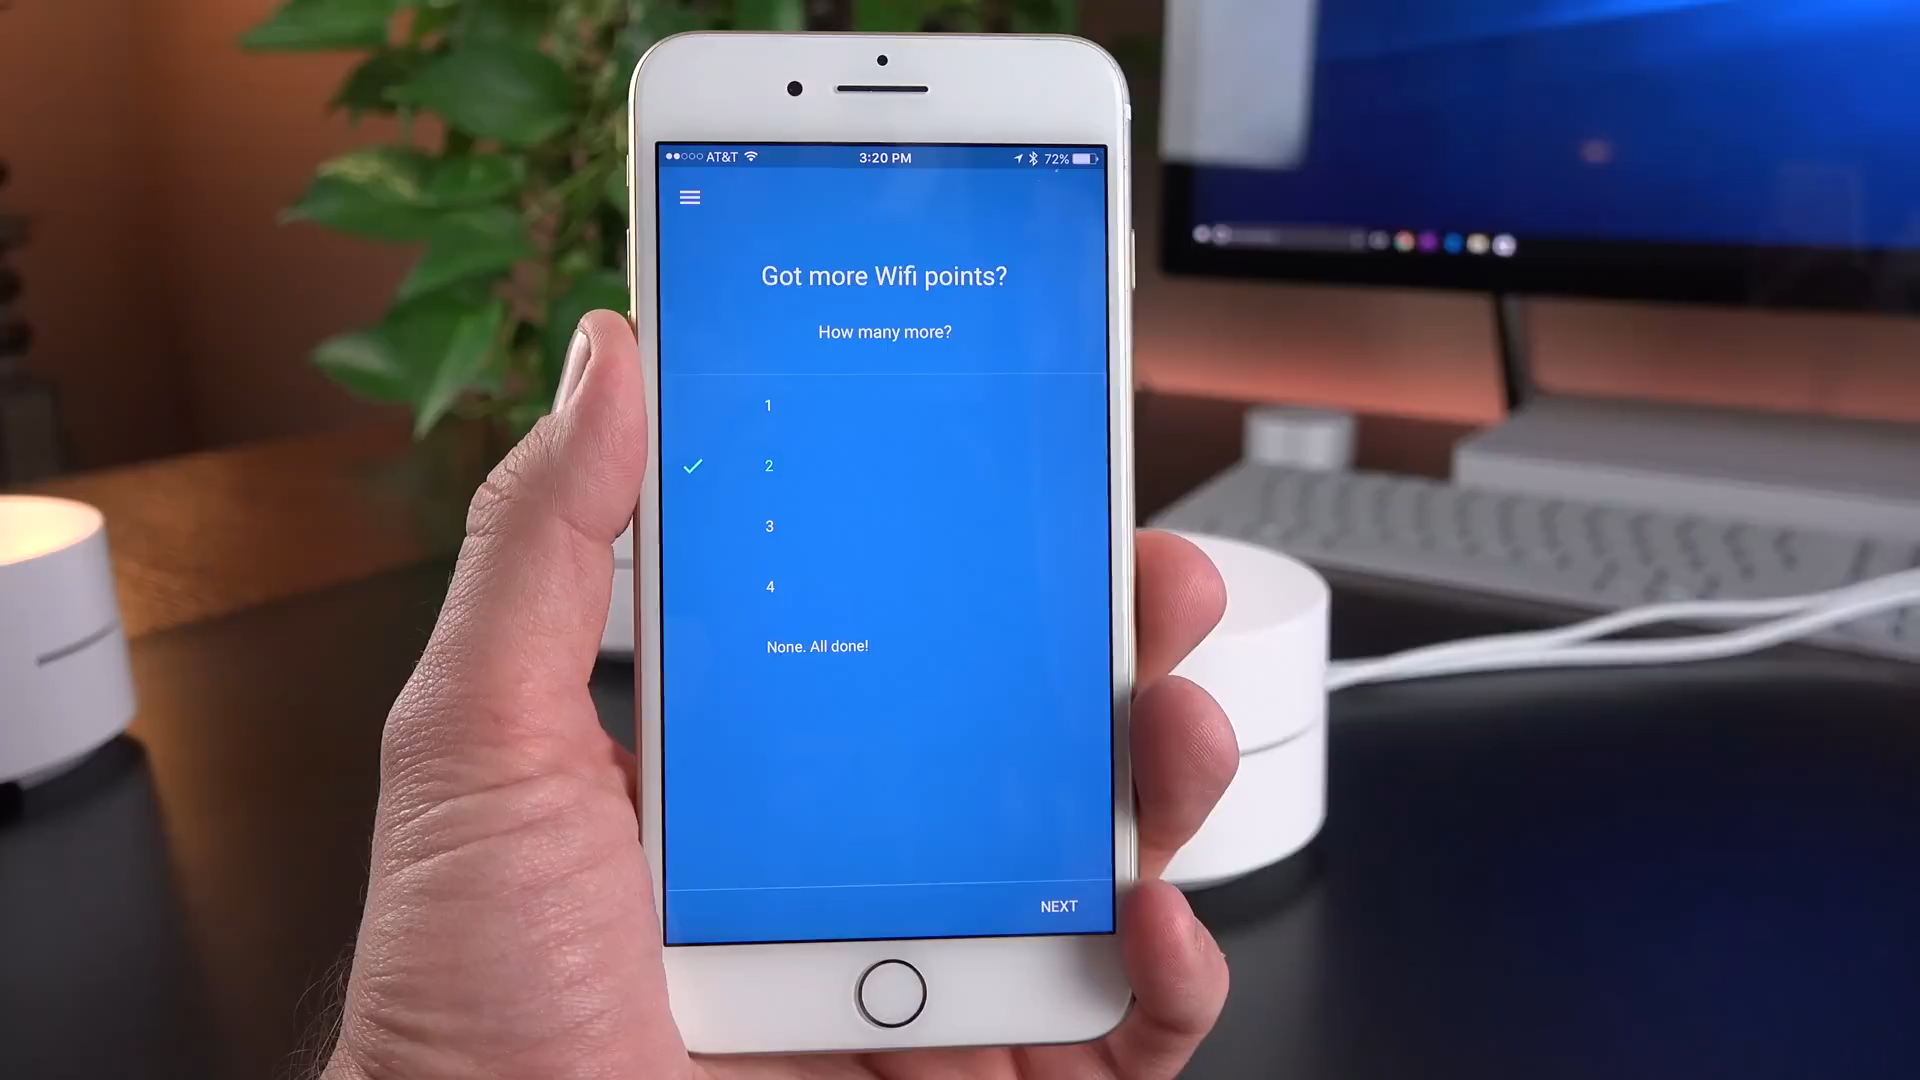 AT&T 3:20 PM 72%
Got more Wifi points?
How many more?
1
2
3
4
None. All done!
NEXT